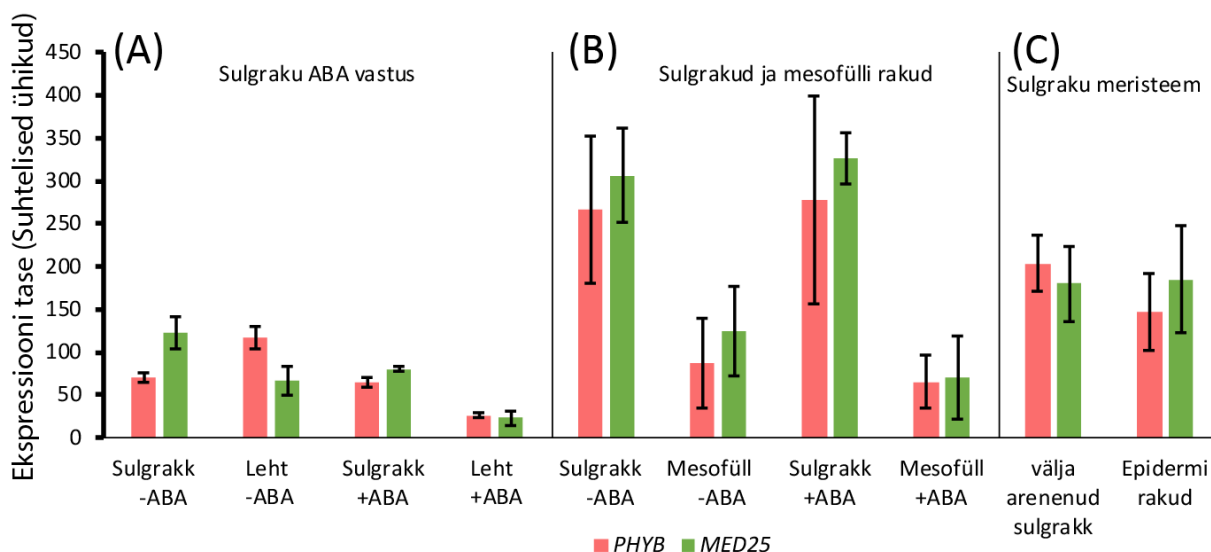 (A)
(B)
(C)
Sulgraku ABA vastus
Sulgrakud ja mesofülli rakud
Sulgraku meristeem
Ekspressiooni tase (Suhtelised ühikud)
450
400
350
300
250
200
150
100
50
0
Sulgrakk
-ABA
Leht
-ABA
Sulgrakk
+ABA
Leht
+ABA
Sulgrakk
-ABA
Mesofüll
-ABA
Sulgrakk
+ABA
Mesofüll
+ABA
välja
arenenud
sulgrakk
Epidermi
rakud
PHYB MED25